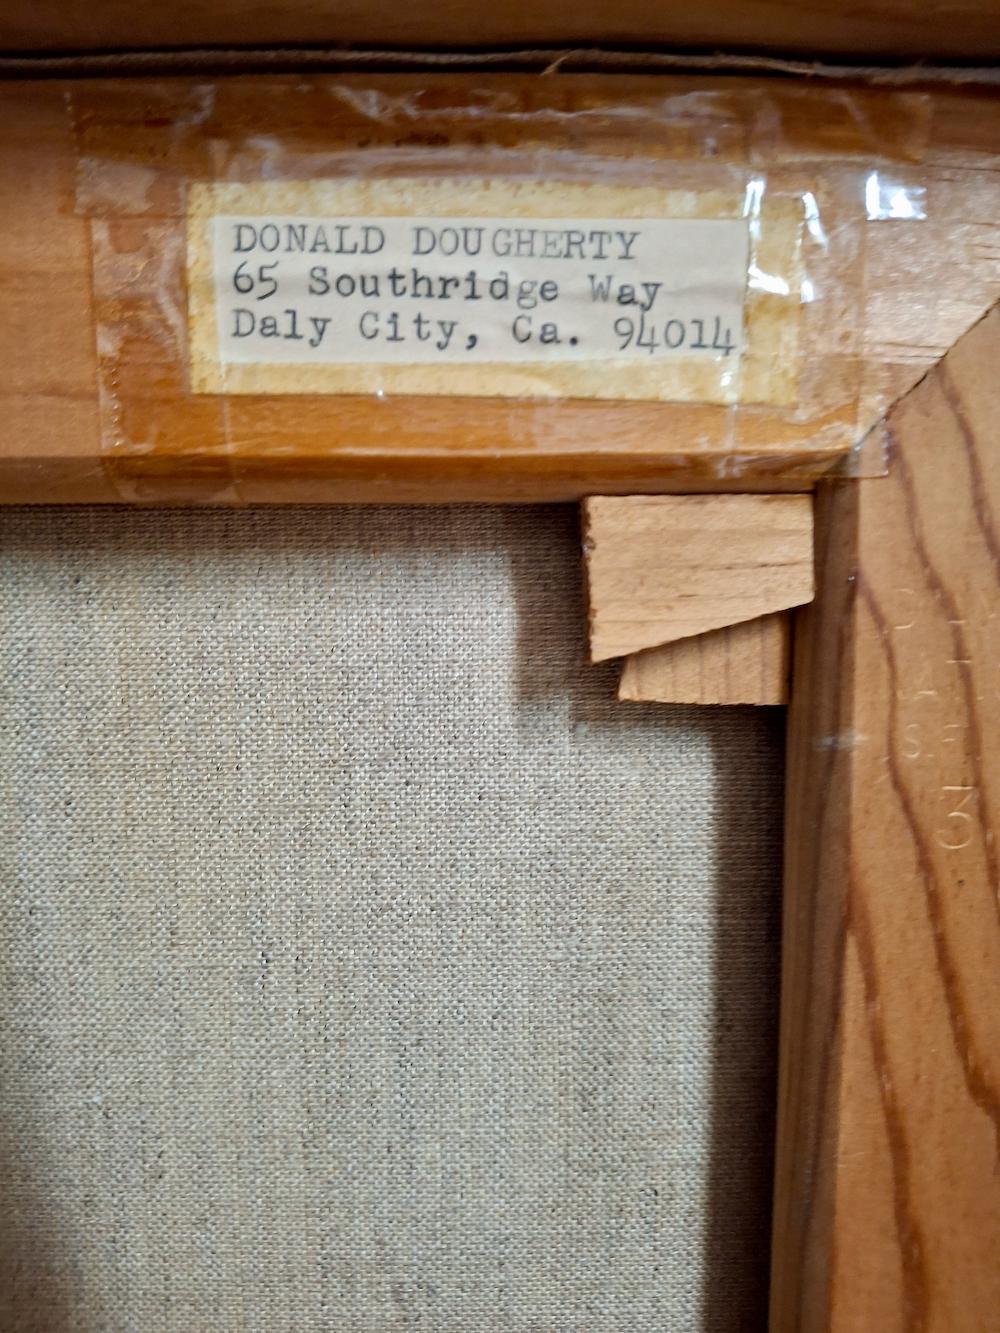 DONALD DOUGHERTY
65 Southridge Way
Daly City, Ca. 94014